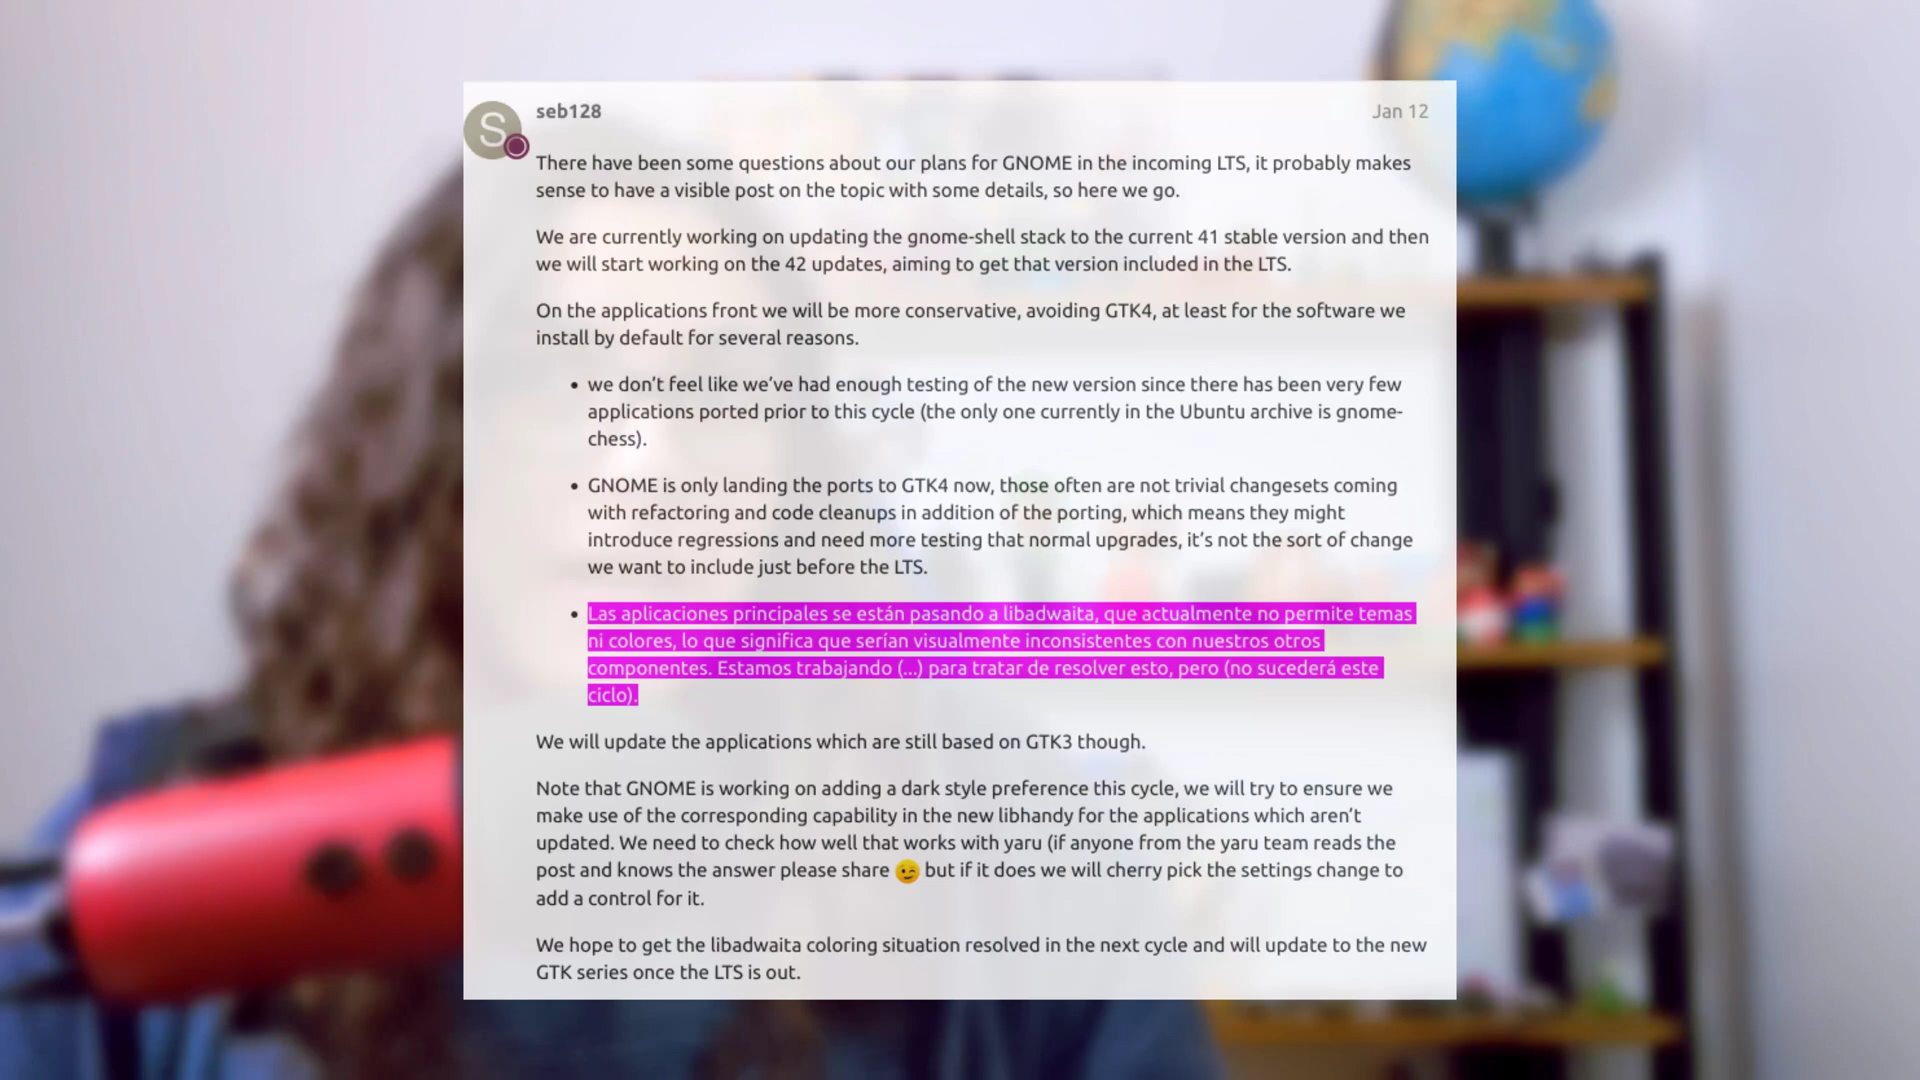 S
seb128
Jan 12
There have been some questions about our plans for GNOME in the incoming LTS, it probably makes
sense to have a visible post on the topic with some details, so here we go.
We are currently working on updating the gnome-shell stack to the current 41 stable version and then
we will start working on the 42 updates, aiming to get that version included in the LTS.
On the applications front we will be more conservative, avoiding GTK4, at least for the software we
install by default for several reasons.
• we don’t feel like we’ve had enough testing of the new version since there has been very few
applications ported prior to this cycle (the only one currently in the Ubuntu archive is gnome-
chess).
• GNOME is only landing the ports to GTK4 now, those often are not trivial changesets coming
with refactoring and code cleanups in addition of the porting, which means they might
introduce regressions and need more testing that normal upgrades, it’s not the sort of change
we want to include just before the LTS.
• Las aplicaciones principales se están pasando a libadwaita, que actualmente no permite temas
ni colores, lo que significa que serían visualmente inconsistentes con nuestros otros
componentes. Estamos trabajando (...) para tratar de resolver esto, pero (no sucederá este
ciclo).
We will update the applications which are still based on GTK3 though.
Note that GNOME is working on adding a dark style preference this cycle, we will try to ensure we
make use of the corresponding capability in the new libhandy for the applications which aren’t
updated. We need to check how well that works with yaru (if anyone from the yaru team reads the
post and knows the answer please share 😉 but if it does we will cherry pick the settings change to
add a control for it.
We hope to get the libadwaita coloring situation resolved in the next cycle and will update to the new
GTK series once the LTS is out.